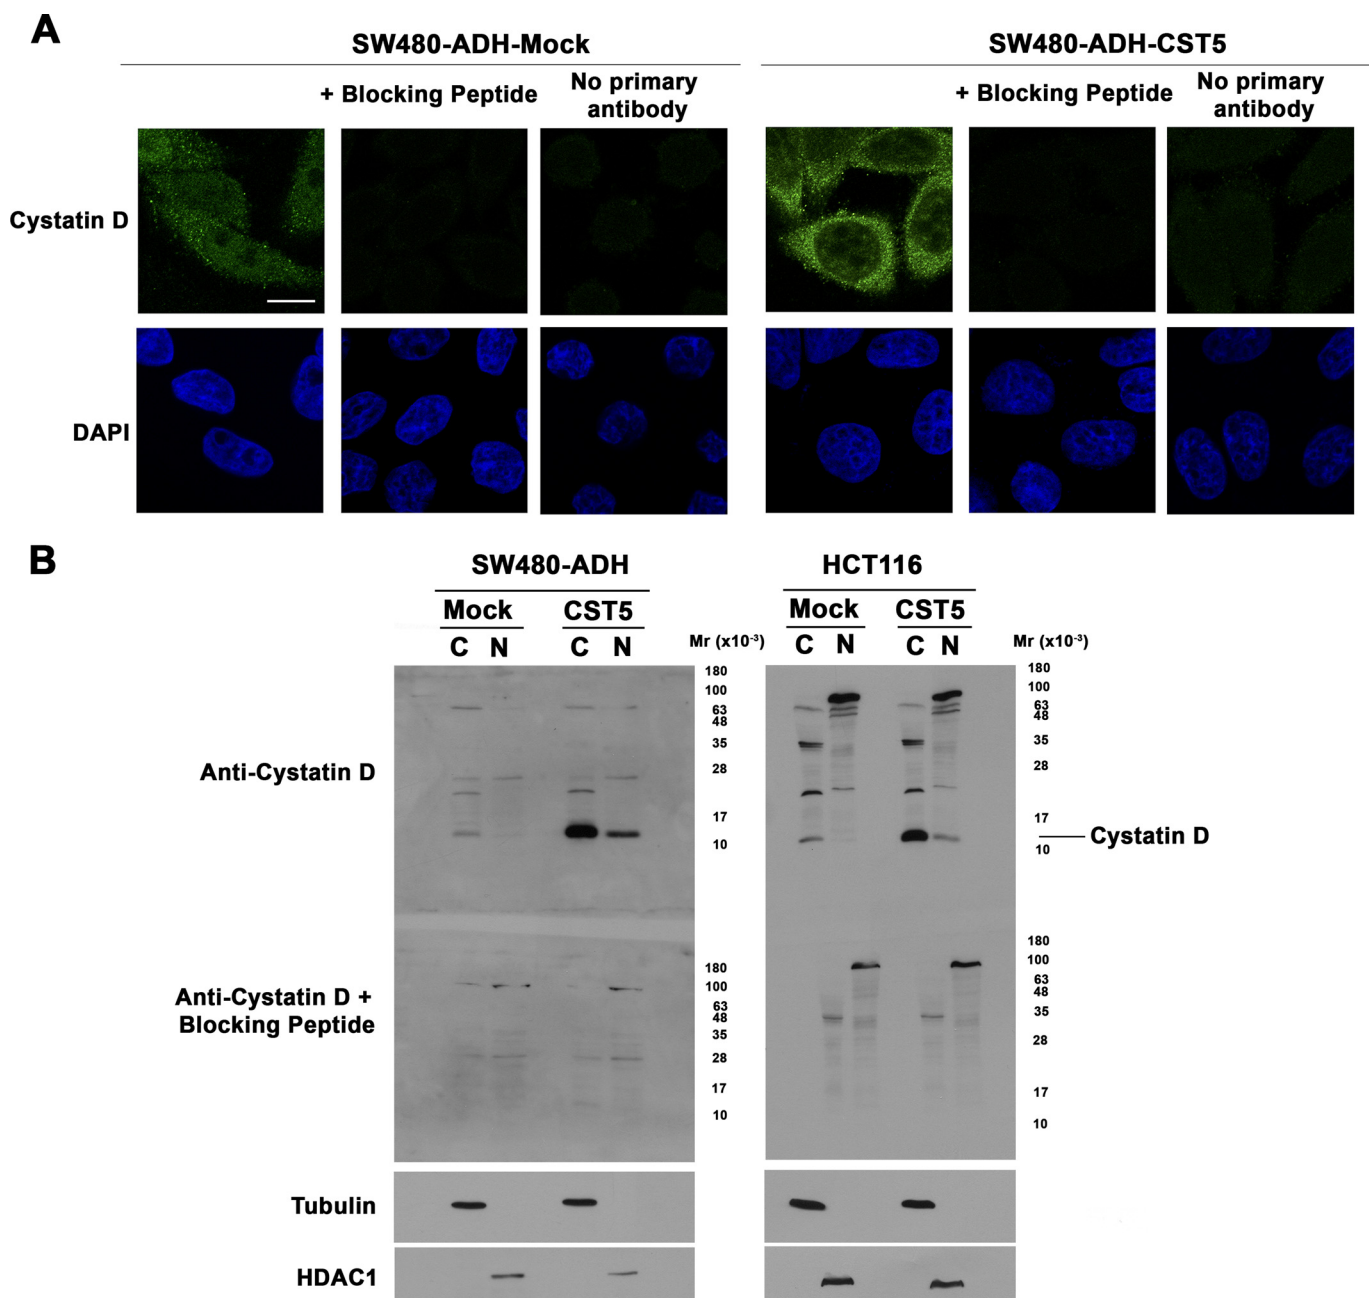 A
SW480-ADH-Mock
SW480-ADH-CST5
+ Blocking Peptide
No primary
antibody
+ Blocking Peptide
No primary
antibody
Cystatin D
DAPI
B
SW480-ADH
HCT116
Mock
CST5
Mock
CST5
C N C N
Mr (x10-3)
C N C N
Mr (x10-3)
Anti-Cystatin D
180
100
63
48
35
28
17
10
180
100
63
48
35
28
17
10
Cystatin D
Anti-Cystatin D +
Blocking Peptide
180
100
63
48
35
28
17
10
180
100
63
48
35
28
17
10
Tubulin
HDAC1